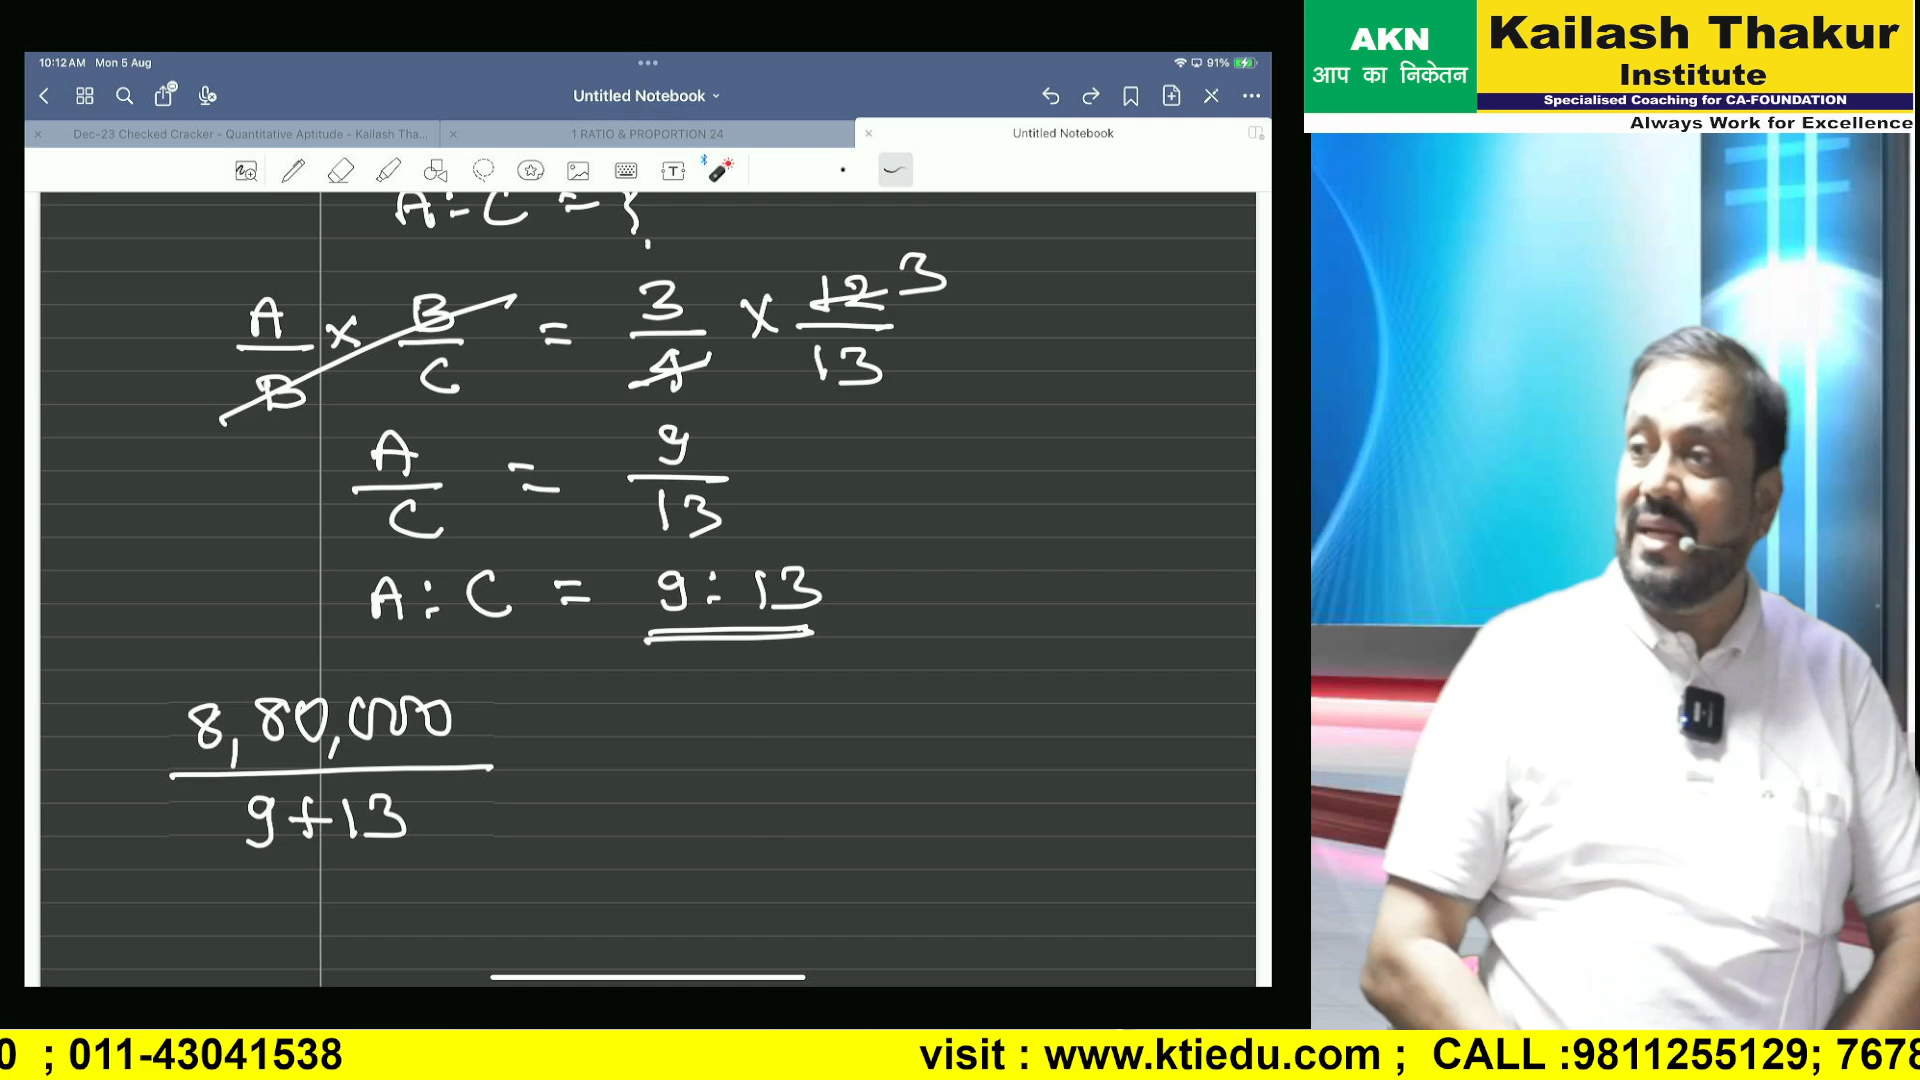 10:12 AM Mon 5 Aug
91%
Untitled Notebook
Dec-23 Checked Cracker - Quantitative Aptitude - Kailash Tha...
1 RATIO & PROPORTION 24
Untitled Notebook
A : C = ?
A/B × B/C = 3/4 × 12/13 3
A/C = 9/13
A : C = 9 : 13
8,80,000
9+13
AKN
आप का निकेतन
Kailash Thakur
Institute
Specialised Coaching for CA-FOUNDATION
Always Work for Excellence
0 ; 011-43041538
visit : www.ktiedu.com ; CALL :9811255129; 7678